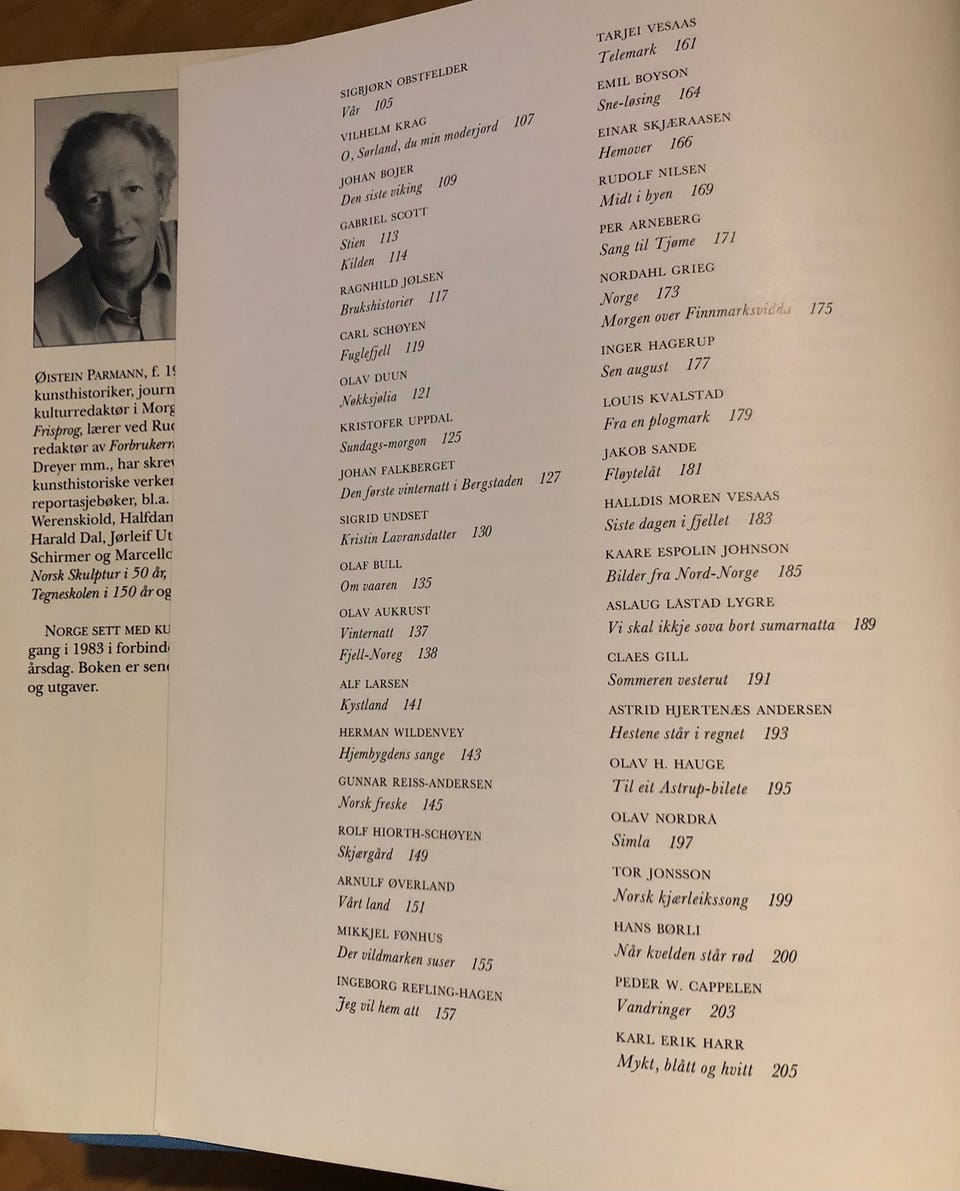 ØISTEIN PARMANN, f.
kunsthistoriker,
kulturredaktør i
Frisprog, lærer ved
redaktør av
Dreyer mm., har
kunsthistoriske
reportasjebøker, bl.a.
Werenskiold, Halfdan
Harald Dal, Jørleif
Schirmer og
Norsk Skulptur i 50 år,
Tegneskolen i 150 år og
NORGE SETT MED
gang i 1983 i
årsdag. Boken er
og utgaver.
SIGBJØRN OBSTFELDER
Vår 105
VILHELM KRAG
O, Sørland, du min moderjord 107
JOHAN BOJER
Den siste viking 109
GABRIEL SCOTT
Stien 113
Kilden 114
RAGNHILD JØLSEN
Brukshistorier 117
CARL SCHØYEN
Fuglefjell 119
OLAV DUUN
Nøkksjølia 121
KRISTOFER UPPDAL
Sundags-morgon 125
JOHAN FALKBERGET
Den første vinternatt i Bergstaden 127
SIGRID UNDSET
Kristin Lavransdatter 130
OLAF BULL
Om vaaren 135
OLAV AUKRUST
Vinternatt 137
Fjell-Noreg 138
ALF LARSEN
Kystland 141
HERMAN WILDENVEY
Hjembygdens sange 143
GUNNAR REISS-ANDERSEN
Norsk freske 145
ROLF HIORTH-SCHØYEN
Skjærgård 149
ARNULF ØVERLAND
Vårt land 151
MIKKJEL FØNHUS
Der vildmarken suser 155
INGEBORG REFLING-HAGEN
Jeg vil hem att 157
TARJEI VESAAS
Telemark 161
EMIL BOYSON
Sne-løsing 164
EINAR SKJÆRAASEN
Hemover 166
RUDOLF NILSEN
Midt i byen 169
PER ARNEBERG
Sang til Tjøme 171
NORDAHL GRIEG
Norge 173
Morgen over Finnmarksvidda 175
INGER HAGERUP
Sen august 177
LOUIS KVALSTAD
Fra en plogmark 179
JAKOB SANDE
Fløytelåt 181
HALLDIS MOREN VESAAS
Siste dagen i fjellet 183
KAARE ESPOLIN JOHNSON
Bilder fra Nord-Norge 185
ASLAUG LÅSTAD LYGRE
Vi skal ikkje sova bort sumarnatta 189
CLAES GILL
Sommeren vesterut 191
ASTRID HJERTENÆS ANDERSEN
Hestene står i regnet 193
OLAV H. HAUGE
Til eit Astrup-bilete 195
OLAV NORDRÅ
Simla 197
TOR JONSSON
Norsk kjærleikssong 199
HANS BØRLI
Når kvelden står rød 200
PEDER W. CAPPELEN
Vandringer 203
KARL ERIK HARR
Mykt, blått og hvitt 205